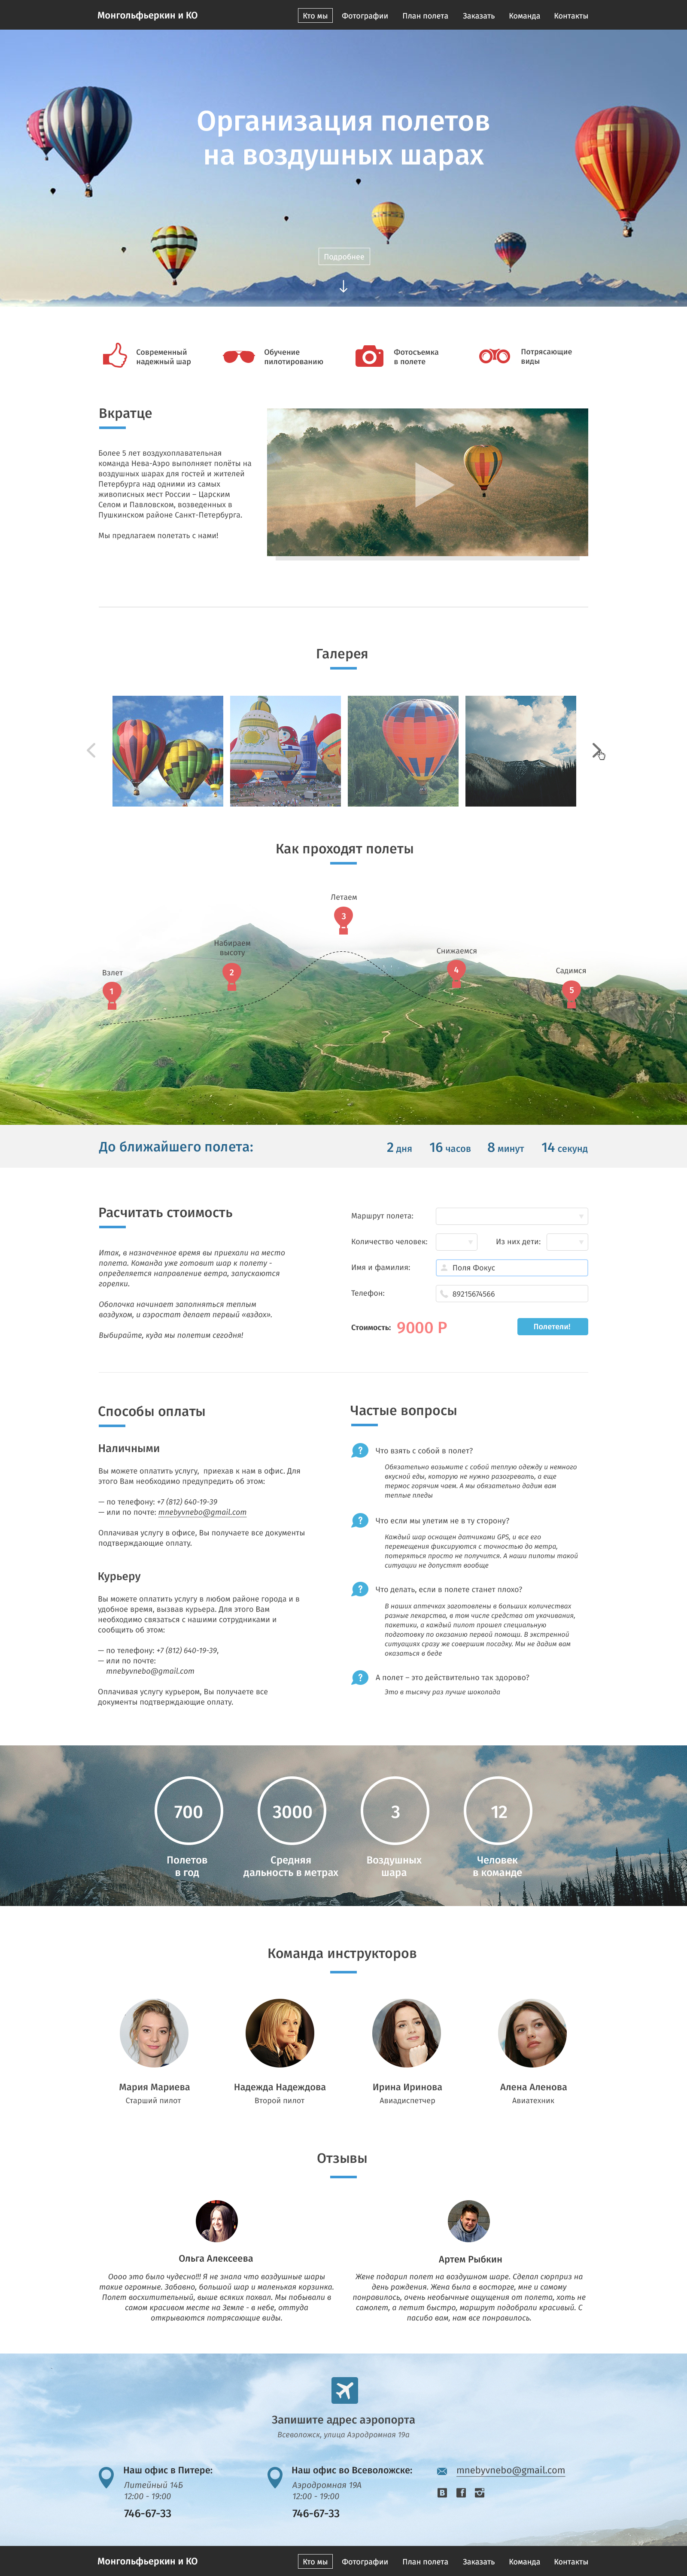 Монгольфьеркин и КО
Кто мы
Фотографии
План полета
Заказать
Команда
Контакты
Организация полетов
на воздушных шарах
Подробнее
Современный
надежный шар
Обучение
пилотированию
Фотосъемка
в полете
Потрясающие
виды
Вкратце
Более 5 лет воздухоплавательная
команда Нева-Аэро выполняет полёты на
воздушных шарах для гостей и жителей
Петербурга над одними из самых
живописных мест России – Царским
Селом и Павловском, возведенных в
Пушкинском районе Санкт-Петербурга.
Мы предлагаем полетать с нами!
Галерея
Как проходят полеты
Взлет
1
Набираем
высоту
2
Летаем
3
Снижаемся
4
Садимся
5
До ближайшего полета:
2 дня
16 часов
8 минут
14 секунд
Расчитать стоимость
Итак, в назначенное время вы приехали на место
полета. Команда уже готовит шар к полету -
определяется направление ветра, запускаются
горелки.
Оболочка начинает заполняться теплым
воздухом, и аэростат делает первый «вздох».
Выбирайте, куда мы полетим сегодня!
Маршрут полета:
Количество человек:
Из них дети:
Имя и фамилия:
Поля Фокус
Телефон:
89215674566
Стоимость: 9000 Р
Полетели!
Способы оплаты
Наличными
Вы можете оплатить услугу, приехав к нам в офис. Для
этого Вам необходимо предупредить об этом:
— по телефону: +7 (812) 640-19-39
— или по почте: mnebyvnebo@gmail.com
Оплачивая услугу в офисе, Вы получаете все документы
подтверждающие оплату.
Курьеру
Вы можете оплатить услугу в любом районе города и в
удобное время, вызвав курьера. Для этого Вам
необходимо связаться с нашими сотрудниками и
сообщить об этом:
— по телефону: +7 (812) 640-19-39,
— или по почте:
mnebyvnebo@gmail.com
Оплачивая услугу курьером, Вы получаете все
документы подтверждающие оплату.
Частые вопросы
? Что взять с собой в полет?
Обязательно возьмите с собой теплую одежду и немного
вкусной еды, которую не нужно разогревать, а еще
термос горячим чаем. А мы обязательно дадим вам
теплые пледы
? Что если мы улетим не в ту сторону?
Каждый шар оснащен датчиками GPS, и все его
перемещения фиксируются с точностью до метра,
потеряться просто не получится. А наши пилоты такой
ситуации не допустят вообще
? Что делать, если в полете станет плохо?
В наших аптечках заготовлены в больших количествах
разные лекарства, в том числе средства от укачивания,
пакетики, а каждый пилот прошел специальную
подготовку по оказанию первой помощи. В экстренной
ситуациях сразу же совершим посадку. Мы не дадим вам
оказаться в беде
? А полет – это действительно так здорово?
Это в тысячу раз лучше шоколада
700
Полетов
в год
3000
Средняя
дальность в метрах
3
Воздушных
шара
12
Человек
в команде
Команда инструкторов
Мария Мариева
Старший пилот
Надежда Надеждова
Второй пилот
Ирина Иринова
Авиадиспетчер
Алена Аленова
Авиатехник
Отзывы
Ольга Алексеева
Оооо это было чудесно!!! Я не знала что воздушные шары
такие огромные. Забавно, большой шар и маленькая корзинка.
Полет восхитительный, выше всяких похвал. Мы побывали в
самом красивом месте на Земле - в небе, оттуда
открываются потрясающие виды.
Артем Рыбкин
Жене подарил полет на воздушном шаре. Сделал сюрприз на
день рождения. Жена была в восторге, мне и самому
понравилось, очень необычные ощущения от полета, хоть не
самолет, а летит быстро, маршрут подобрали красивый. С
пасибо вам, нам все понравилось.
Запишите адрес аэропорта
Всеволожск, улица Аэродромная 19а
Наш офис в Питере:
Литейный 14Б
12:00 - 19:00
746-67-33
Наш офис во Всеволожске:
Аэродромная 19А
12:00 - 19:00
746-67-33
mnebyvnebo@gmail.com
Монгольфьеркин и КО
Кто мы
Фотографии
План полета
Заказать
Команда
Контакты